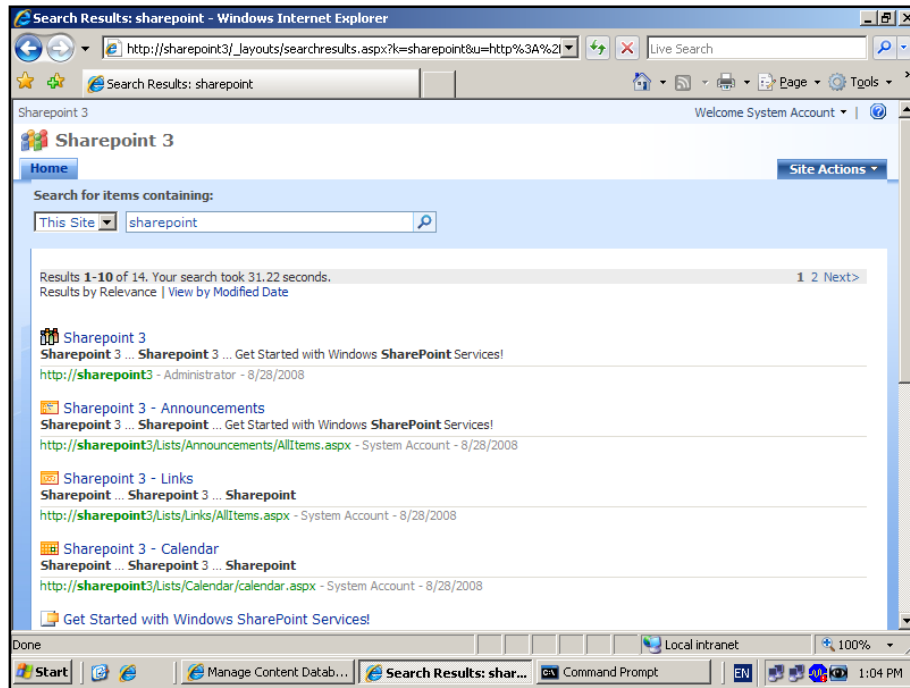 Search Results: sharepoint - Windows Internet Explorer
http://sharepoint3/_layouts/searchresults.aspx?k=sharepoint&u=http%3A%2
Live Search
Search Results: sharepoint
Page
Tools
Sharepoint 3
Welcome System Account
Sharepoint 3
Home
Site Actions
Search for items containing:
This Site
sharepoint
Results 1-10 of 14. Your search took 31.22 seconds.
1 2 Next>
Results by Relevance | View by Modified Date
Sharepoint 3
Sharepoint 3 ... Sharepoint 3 ... Get Started with Windows SharePoint Services!
http://sharepoint3 - Administrator - 8/28/2008
Sharepoint 3 - Announcements
Sharepoint 3 ... Sharepoint ... Get Started with Windows SharePoint Services!
http://sharepoint3/Lists/Announcements/AllItems.aspx - System Account - 8/28/2008
Sharepoint 3 - Links
Sharepoint ... Sharepoint 3 ... Sharepoint
http://sharepoint3/Lists/Links/AllItems.aspx - System Account - 8/28/2008
Sharepoint 3 - Calendar
Sharepoint ... Sharepoint 3 ... Sharepoint
http://sharepoint3/Lists/Calendar/calendar.aspx - System Account - 8/28/2008
Get Started with Windows SharePoint Services!
Done
Local intranet
100%
Start
Manage Content Datab...
Search Results: shar...
Command Prompt
EN
1:04 PM